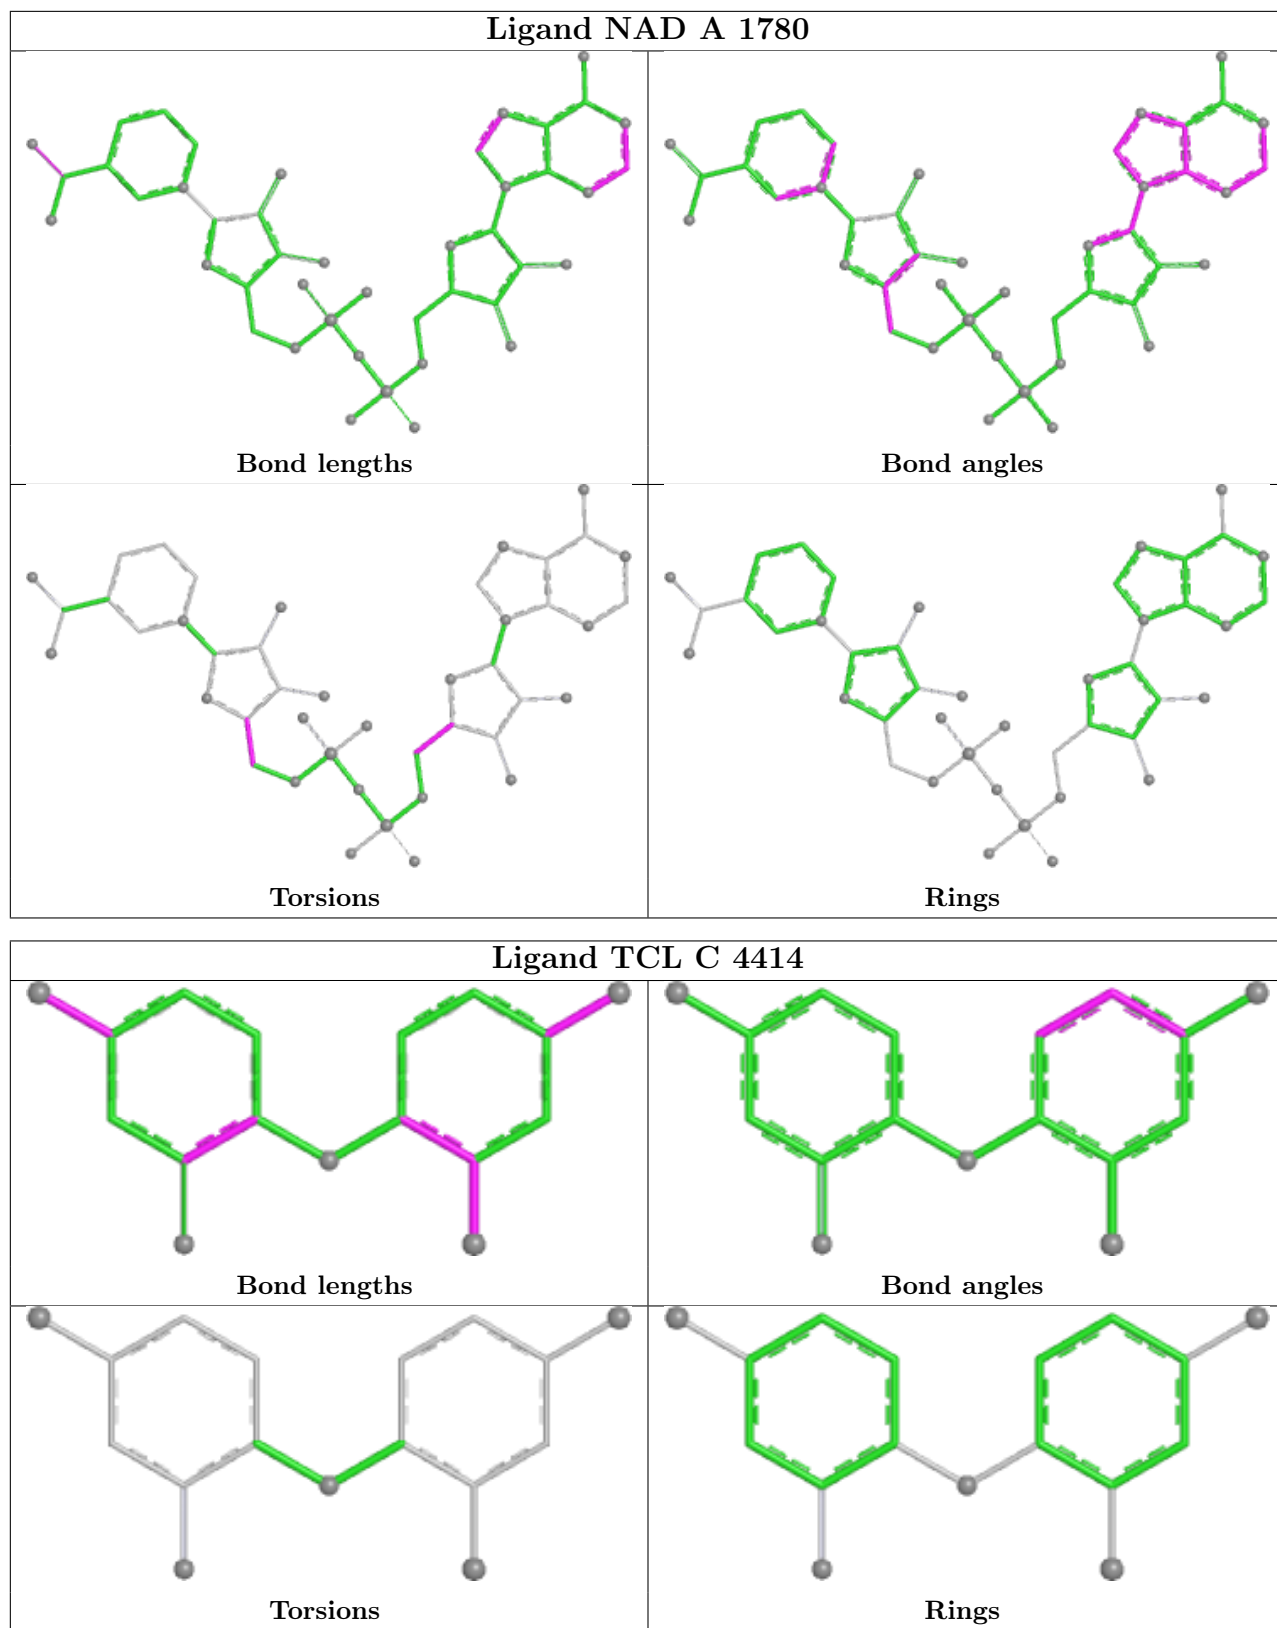 Ligand NAD A 1780
Bond lengths
Bond angles
Torsions
Rings
Ligand TCL C 4414
Bond lengths
Bond angles
Torsions
Rings